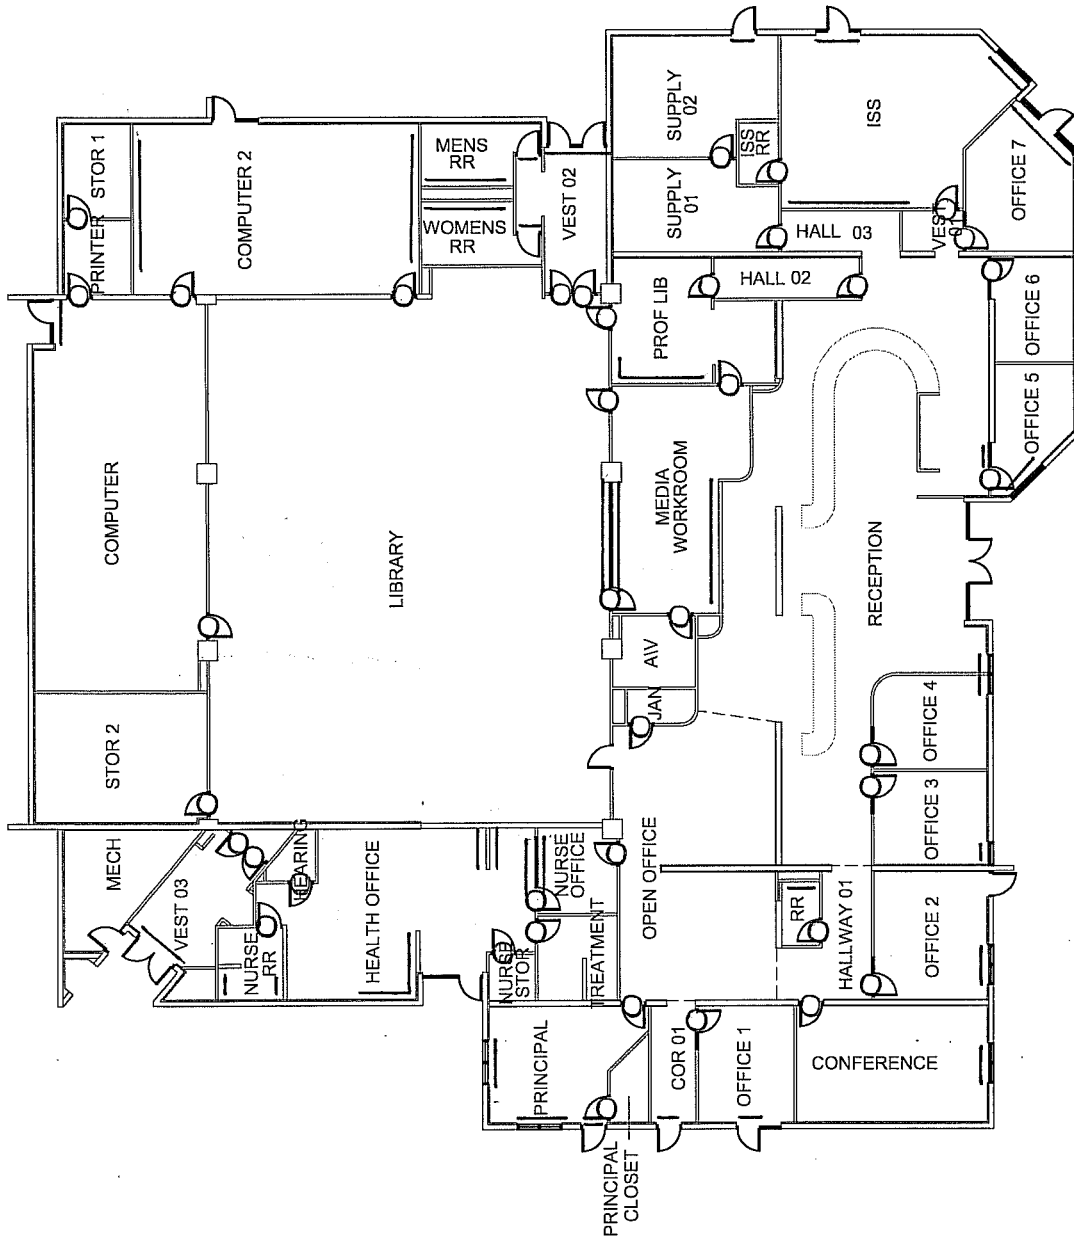 STOR 1
PRINTER
COMPUTER 2
MENS
RR
WOMENS
RR
VEST 02
SUPPLY
02
SUPPLY
01
ISS
RR
ISS
HALL 03
VEST
01
OFFICE 7
HALL 02
PROF LIB
OFFICE 6
OFFICE 5
COMPUTER
LIBRARY
MEDIA
WORKROOM
RECEPTION
A\V
JAN
STOR 2
OFFICE 4
OFFICE 3
MECH
VEST 03
HEARING
NURSE
RR
HEALTH OFFICE
NURSE
OFFICE
NURSE
STOR
TREATMENT
OPEN OFFICE
RR
HALLWAY 01
OFFICE 2
PRINCIPAL
COR 01
OFFICE 1
CONFERENCE
PRINCIPAL
CLOSET